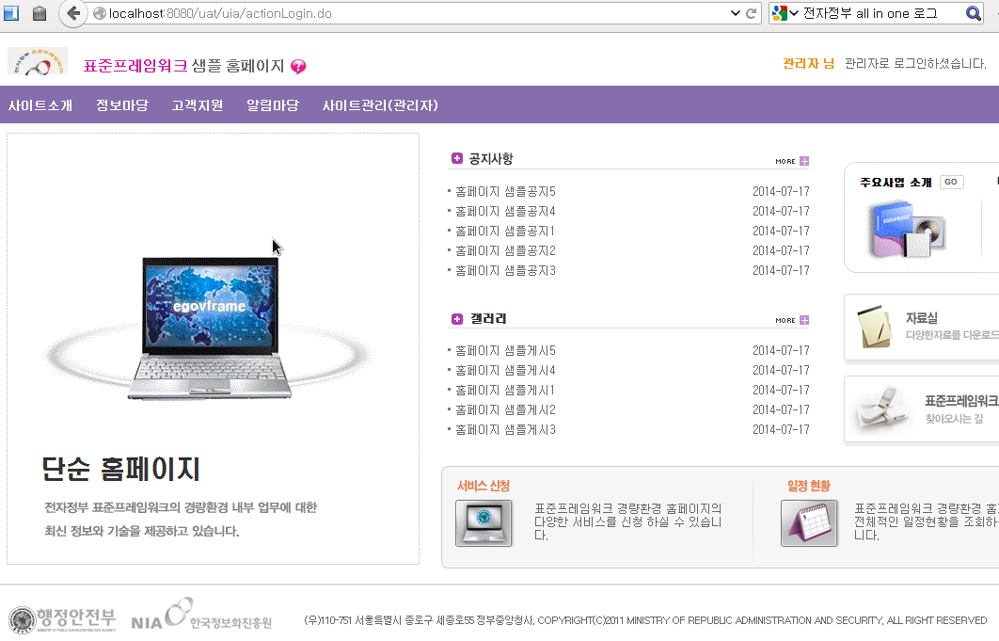 localhost:8080/uat/uia/actionLogin.do
전자정부 all in one 로그
표준프레임워크 샘플 홈페이지 ?
관리자 님 관리자로 로그인하셨습니다.
사이트소개 정보마당 고객지원 알림마당 사이트관리(관리자)
공지사항 MORE
홈페이지 샘플공지5 2014-07-17
홈페이지 샘플공지4 2014-07-17
홈페이지 샘플공지1 2014-07-17
홈페이지 샘플공지2 2014-07-17
홈페이지 샘플공지3 2014-07-17
갤러리 MORE
홈페이지 샘플게시5 2014-07-17
홈페이지 샘플게시4 2014-07-17
홈페이지 샘플게시1 2014-07-17
홈페이지 샘플게시2 2014-07-17
홈페이지 샘플게시3 2014-07-17
주요사업 소개 GO
EGOVFRAME
자료실
다양한자료를 다운로드
표준프레임워크
찾아오시는 길
egovframe
단순 홈페이지
전자정부 표준프레임워크의 경량환경 내부 업무에 대한
최신 정보와 기술을 제공하고 있습니다.
서비스 신청
표준프레임워크 경량환경 홈페이지의
다양한 서비스를 신청 하실 수 있습니
다.
일정 현황
표준프레임워크 경량환경 홈
전체적인 일정현황을 조회하
니다.
행정안전부
NIA 한국정보화진흥원
(우)110-751 서울특별시 종로구 세종로55 정부중앙청사, COPYRIGHT(C)2011 MINISTRY OF REPUBLIC ADMINISTRATION AND SECURITY, ALL RIGHT RESERVED